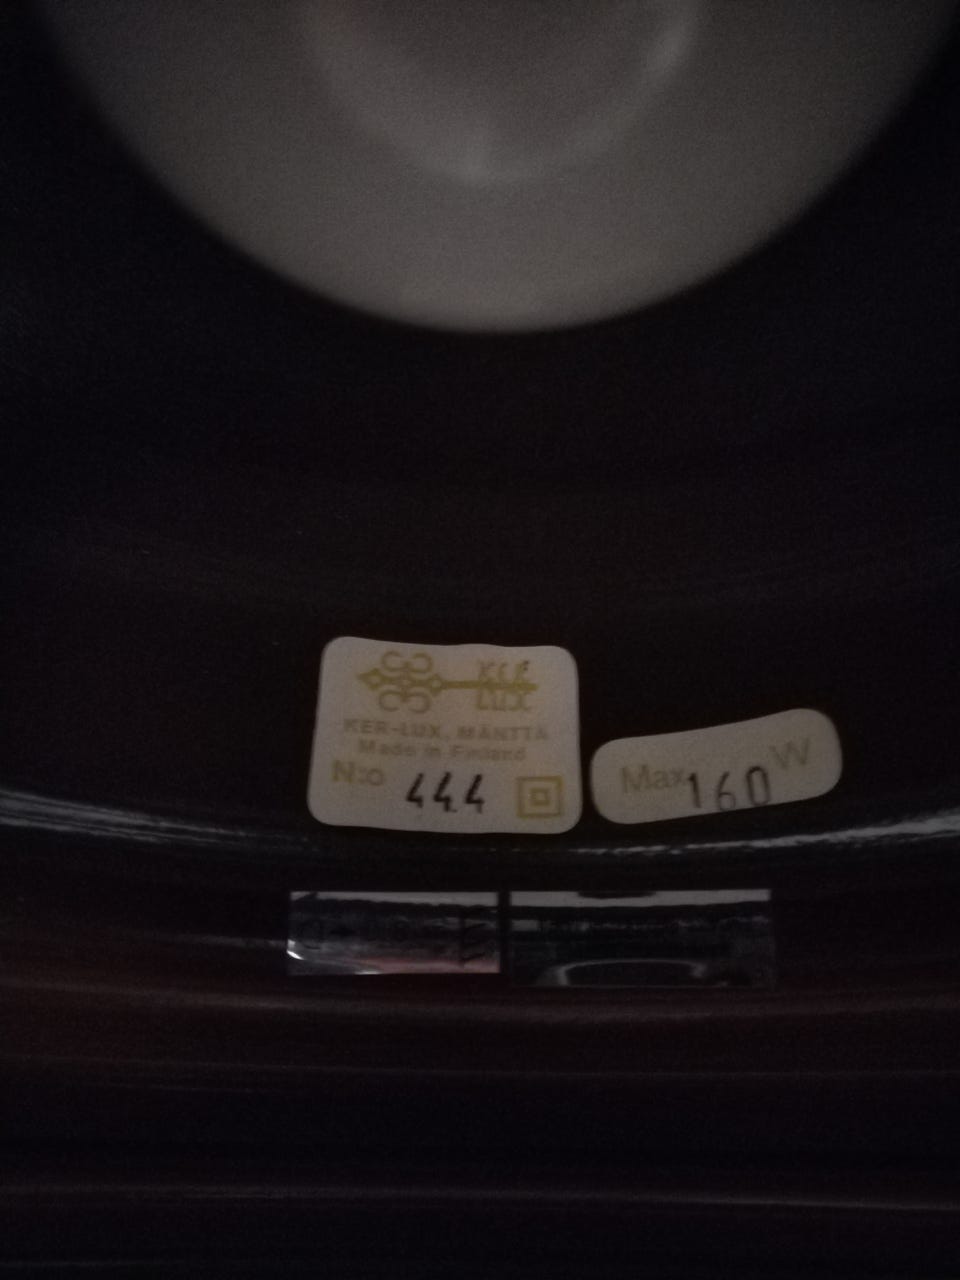 KER
LUX
KER-LUX, MÄNTTÄ
Made in Finland
N:o 444
Max 160 W